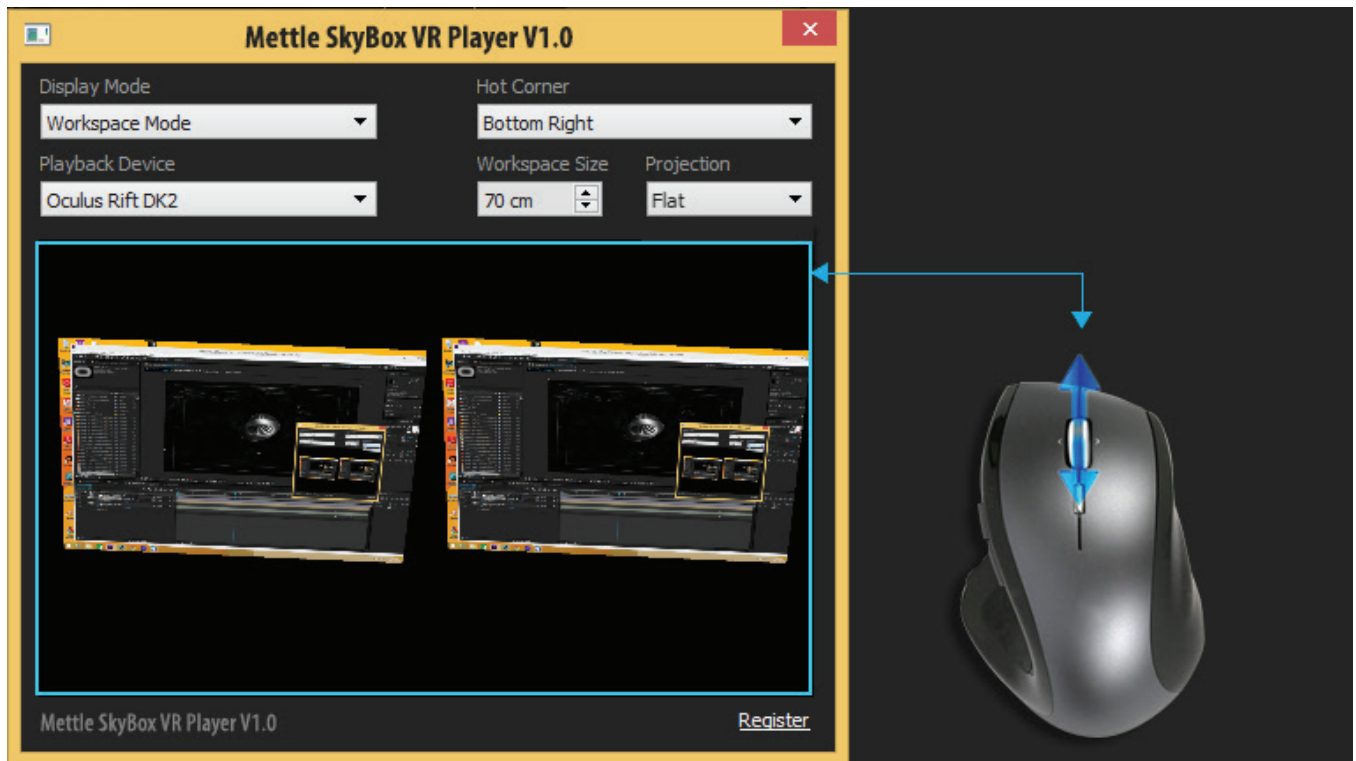 Mettle SkyBox VR Player V1.0
Display Mode
Hot Corner
Workspace Mode
Bottom Right
Playback Device
Workspace Size
Projection
Oculus Rift DK2
70 cm
Flat
Mettle SkyBox VR Player V1.0
Register